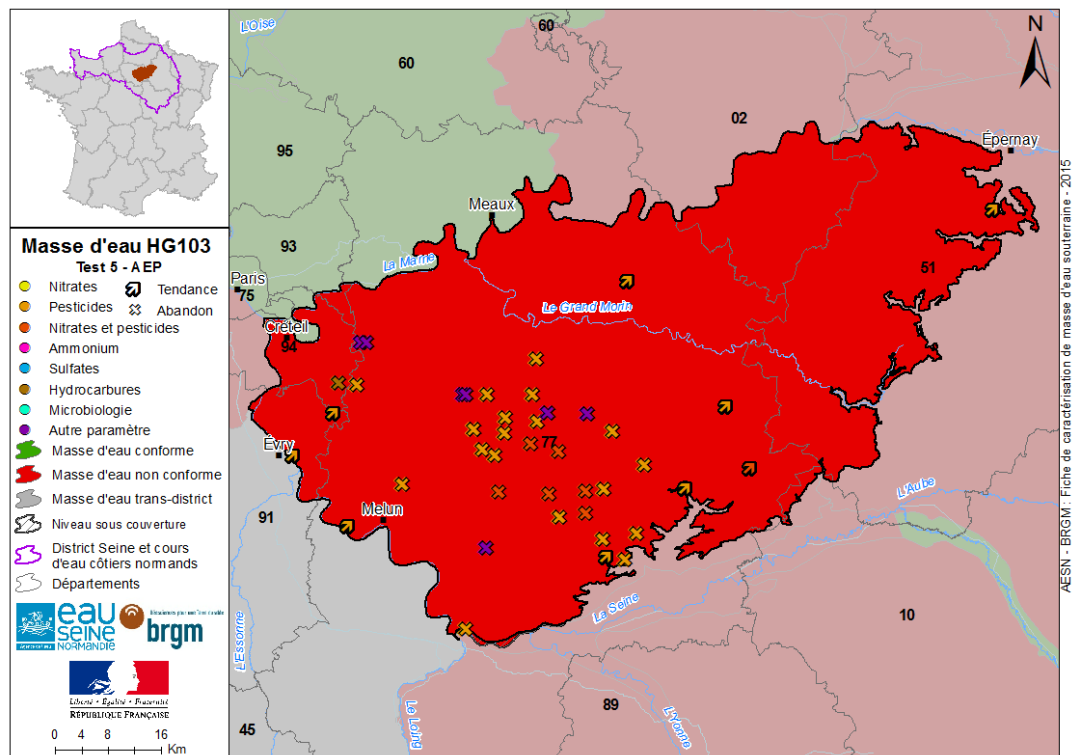 Masse d'eau HG103
Test 5 - AEP
Nitrates
Tendance
Pesticides
Abandon
Nitrates et pesticides
Ammonium
Sulfates
Hydrocarbures
Microbiologie
Autre paramètre
Masse d'eau conforme
Masse d'eau non conforme
Masse d'eau trans-district
Niveau sous couverture
District Seine et cours
d'eau côtiers normands
Départements
eau
SEINE
NORMANDIE
brgm
Liberté • Égalité • Fraternité
RÉPUBLIQUE FRANÇAISE
0 4 8 16
Km
L'Oise
60
60
N
02
95
Épernay
Meaux
93
La Marne
51
Paris
75
Le Grand Morin
Créteil
94
77
Évry
L'Aube
91
Melun
La Seine
10
L'Essonne
89
Le Loing
L'Yonne
45
AESN - BRGM : Fiche de caractérisation de masse d'eau souterraine - 2015